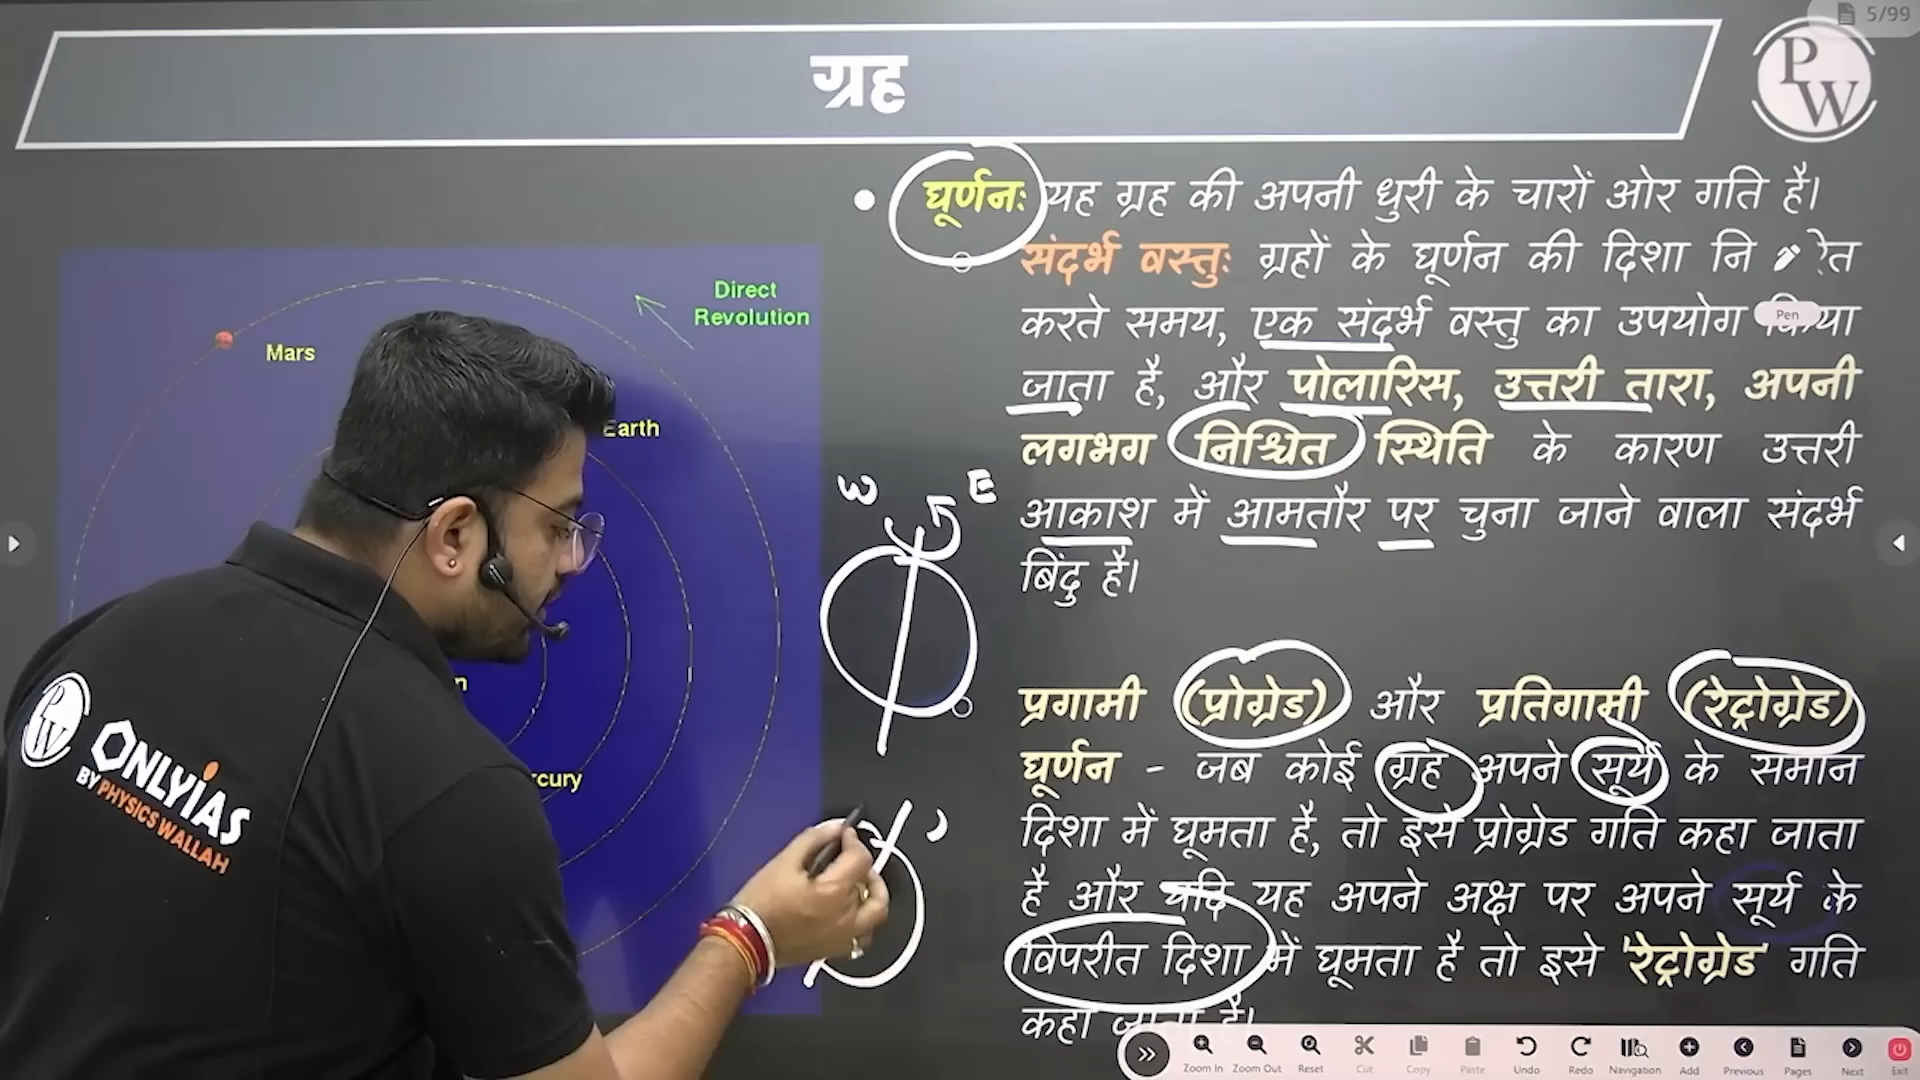 5/99
ग्रह
PW
घूर्णनः यह ग्रह की अपनी धुरी के चारों ओर गति है।
संदर्भ वस्तुः ग्रहों के घूर्णन की दिशा
करते समय, एक संदर्भ वस्तु का उपयोग किया
Pen
जाता है, और पोलारिस, उत्तरी तारा, अपनी
लगभग निश्चित स्थिति के कारण उत्तरी
आकाश में आमतौर पर चुना जाने वाला संदर्भ
बिंदु है।
प्रगामी (प्रोग्रेड) और प्रतिगामी (रेट्रोग्रेड)
घूर्णन - जब कोई ग्रह अपने सूर्य के समान
दिशा में घूमता है, तो इसे प्रोग्रेड गति कहा जाता
है और यदि यह अपने अक्ष पर अपने सूर्य के
विपरीत दिशा में घूमता है तो इसे 'रेट्रोग्रेड' गति
कहा जाता है।
Direct
Revolution
Mars
Earth
W E
PW
ONLYIAS
BY PHYSICS WALLAH
Zoom In Zoom Out Reset Cut Copy Paste Undo Redo Navigation Add Previous Pages Next Exit